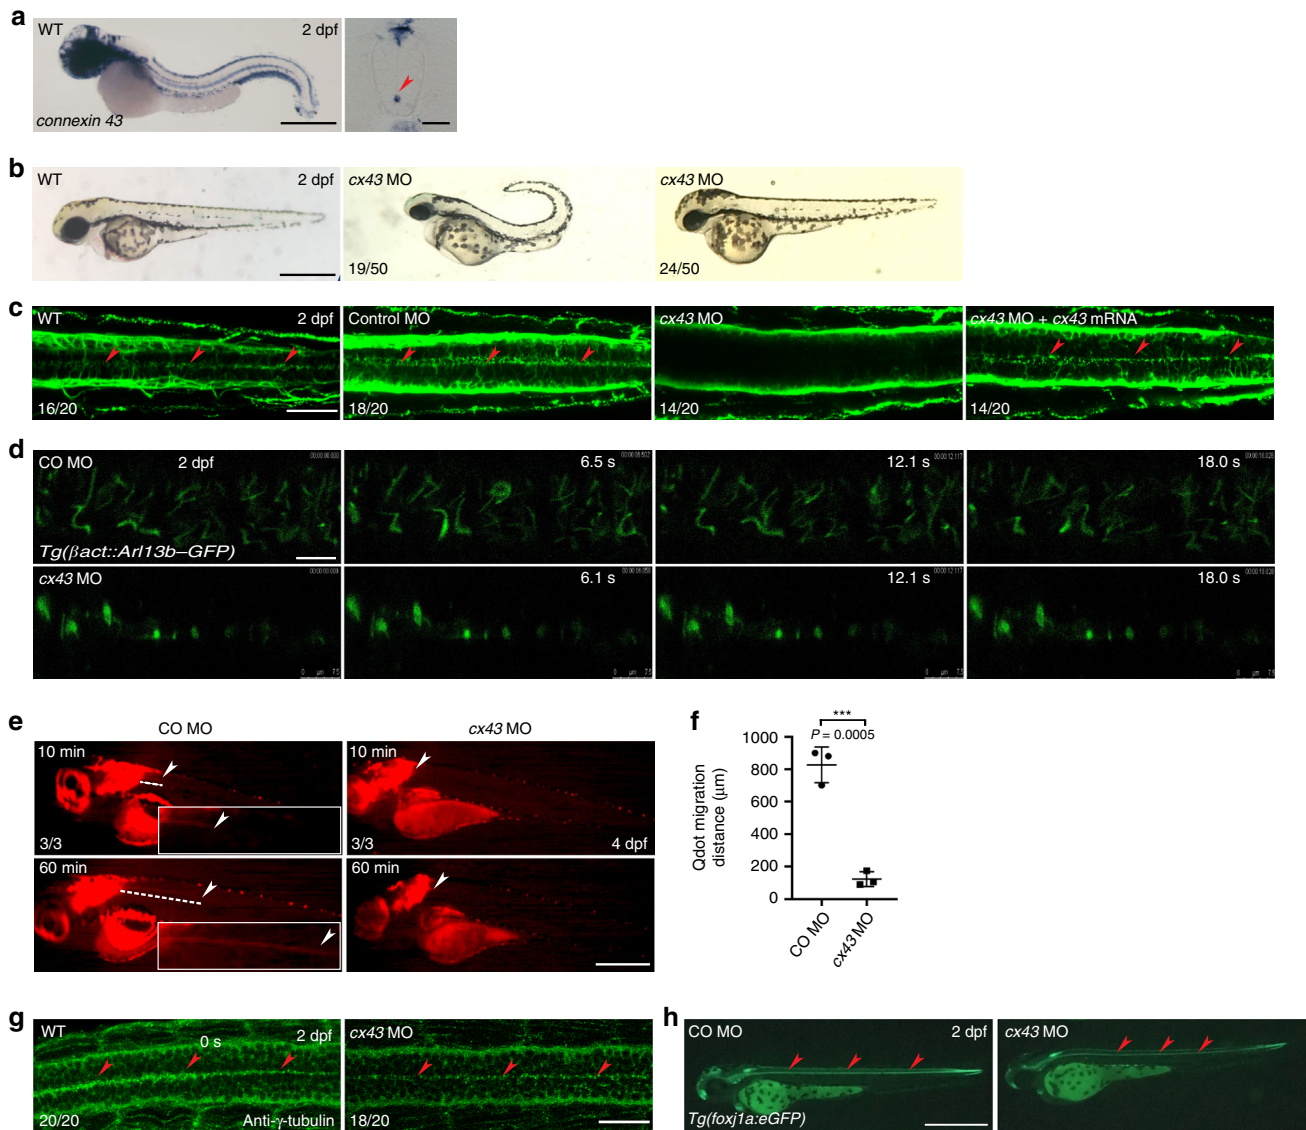 a
WT
2 dpf
connexin 43
b
WT
2 dpf
cx43 MO
19/50
cx43 MO
24/50
c
WT
2 dpf
16/20
Control MO
18/20
cx43 MO
14/20
cx43 MO + cx43 mRNA
14/20
d
CO MO
2 dpf
Tg(βact::Arl13b–GFP)
6.5 s
12.1 s
18.0 s
cx43 MO
6.1 s
12.1 s
18.0 s
e
CO MO
cx43 MO
10 min
3/3
10 min
3/3
4 dpf
60 min
60 min
f
***
P = 0.0005
Qdot migration
distance (μm)
1000
800
600
400
200
0
CO MO
cx43 MO
g
WT
0 s
2 dpf
20/20
Anti-γ-tubulin
cx43 MO
18/20
h
CO MO
2 dpf
Tg(foxj1a:eGFP)
cx43 MO